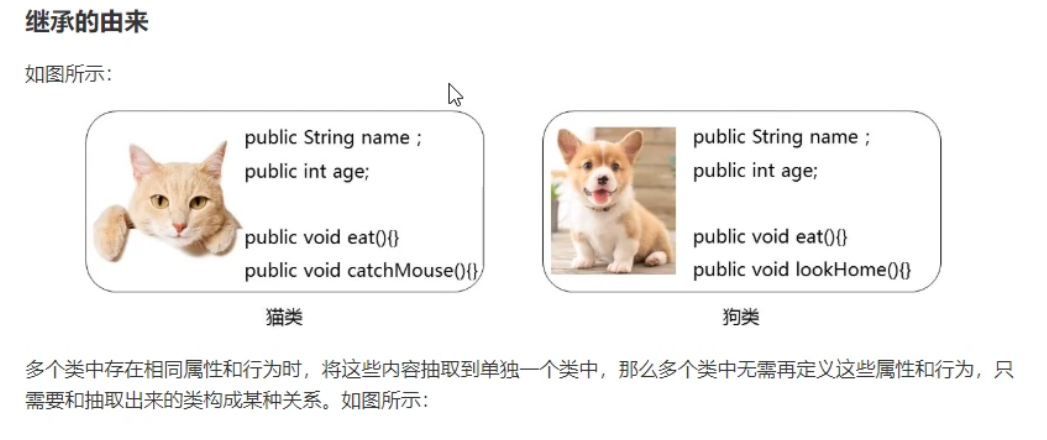 继承的由来
如图所示：
public String name ;
public int age;
public void eat(){}
public void catchMouse(){}
猫类
public String name ;
public int age;
public void eat(){}
public void lookHome(){}
狗类
多个类中存在相同属性和行为时，将这些内容抽取到单独一个类中，那么多个类中无需再定义这些属性和行为，只
需要和抽取出来的类构成某种关系。如图所示：